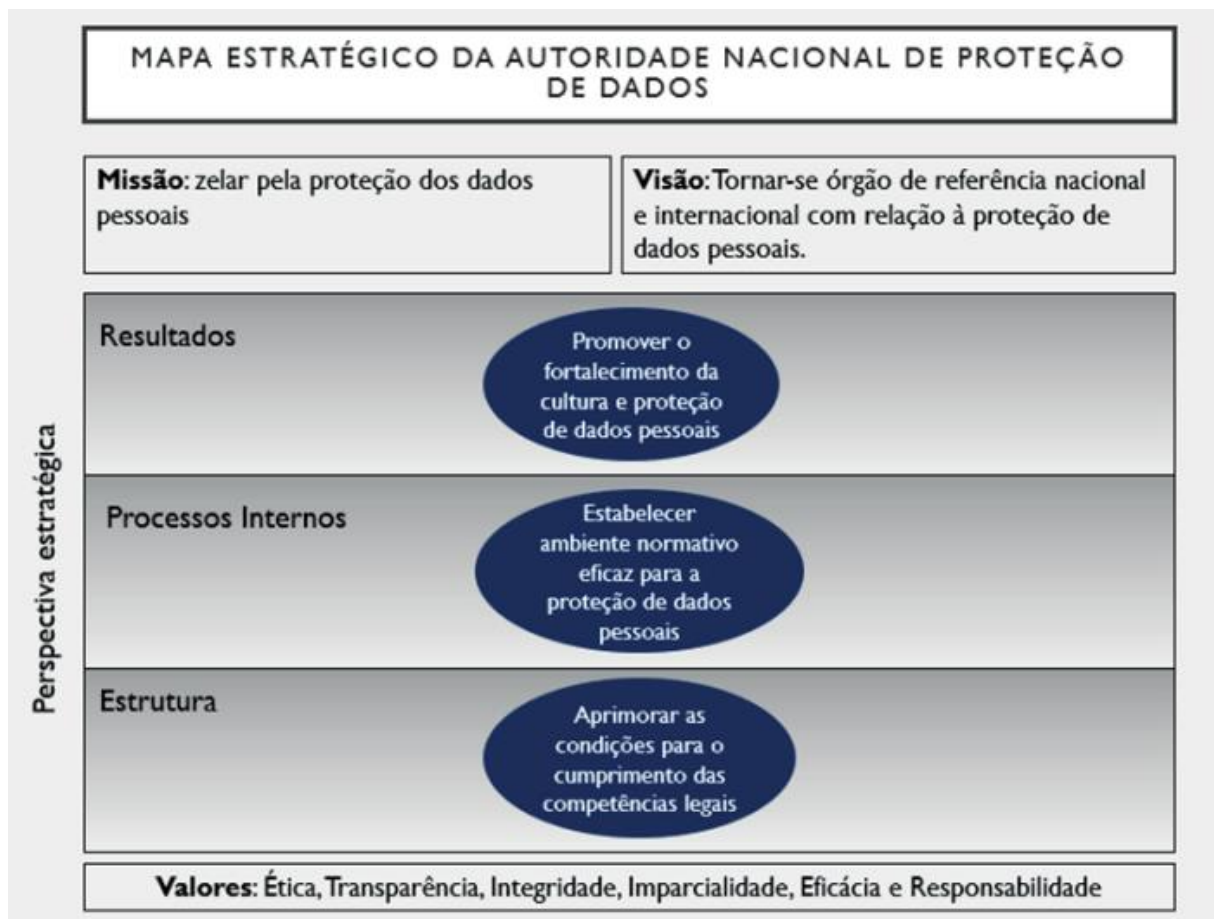 MAPA ESTRATÉGICO DA AUTORIDADE NACIONAL DE PROTEÇÃO
DE DADOS
Missão: zelar pela proteção dos dados
pessoais
Visão: Tornar-se órgão de referência nacional
e internacional com relação à proteção de
dados pessoais.
Perspectiva estratégica
Resultados
Promover o
fortalecimento da
cultura e proteção
de dados pessoais
Processos Internos
Estabelecer
ambiente normativo
eficaz para a
proteção de dados
pessoais
Estrutura
Aprimorar as
condições para o
cumprimento das
competências legais
Valores: Ética, Transparência, Integridade, Imparcialidade, Eficácia e Responsabilidade